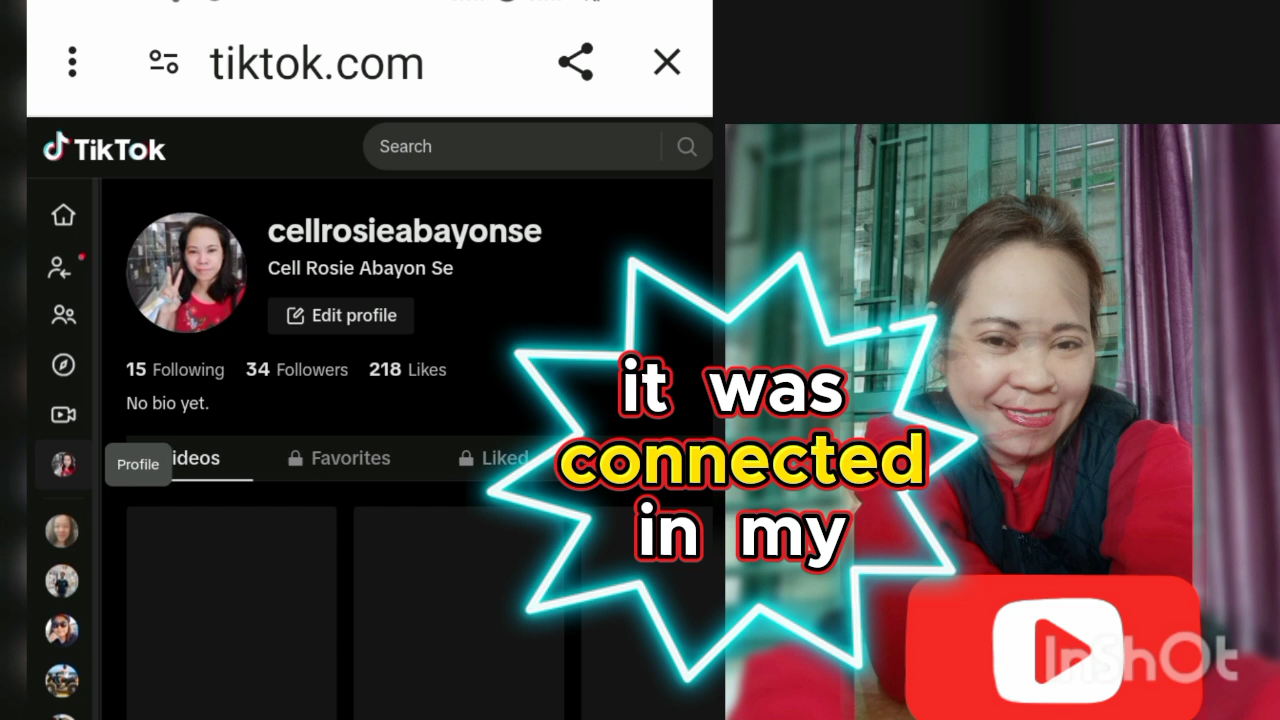 tiktok.com
TikTok
Search
cellrosieabayonse
Cell Rosie Abayon Se
Edit profile
15 Following 34 Followers 218 Likes
No bio yet.
Profile
ideos
Favorites
Liked
it was
connected
in my
InShOt